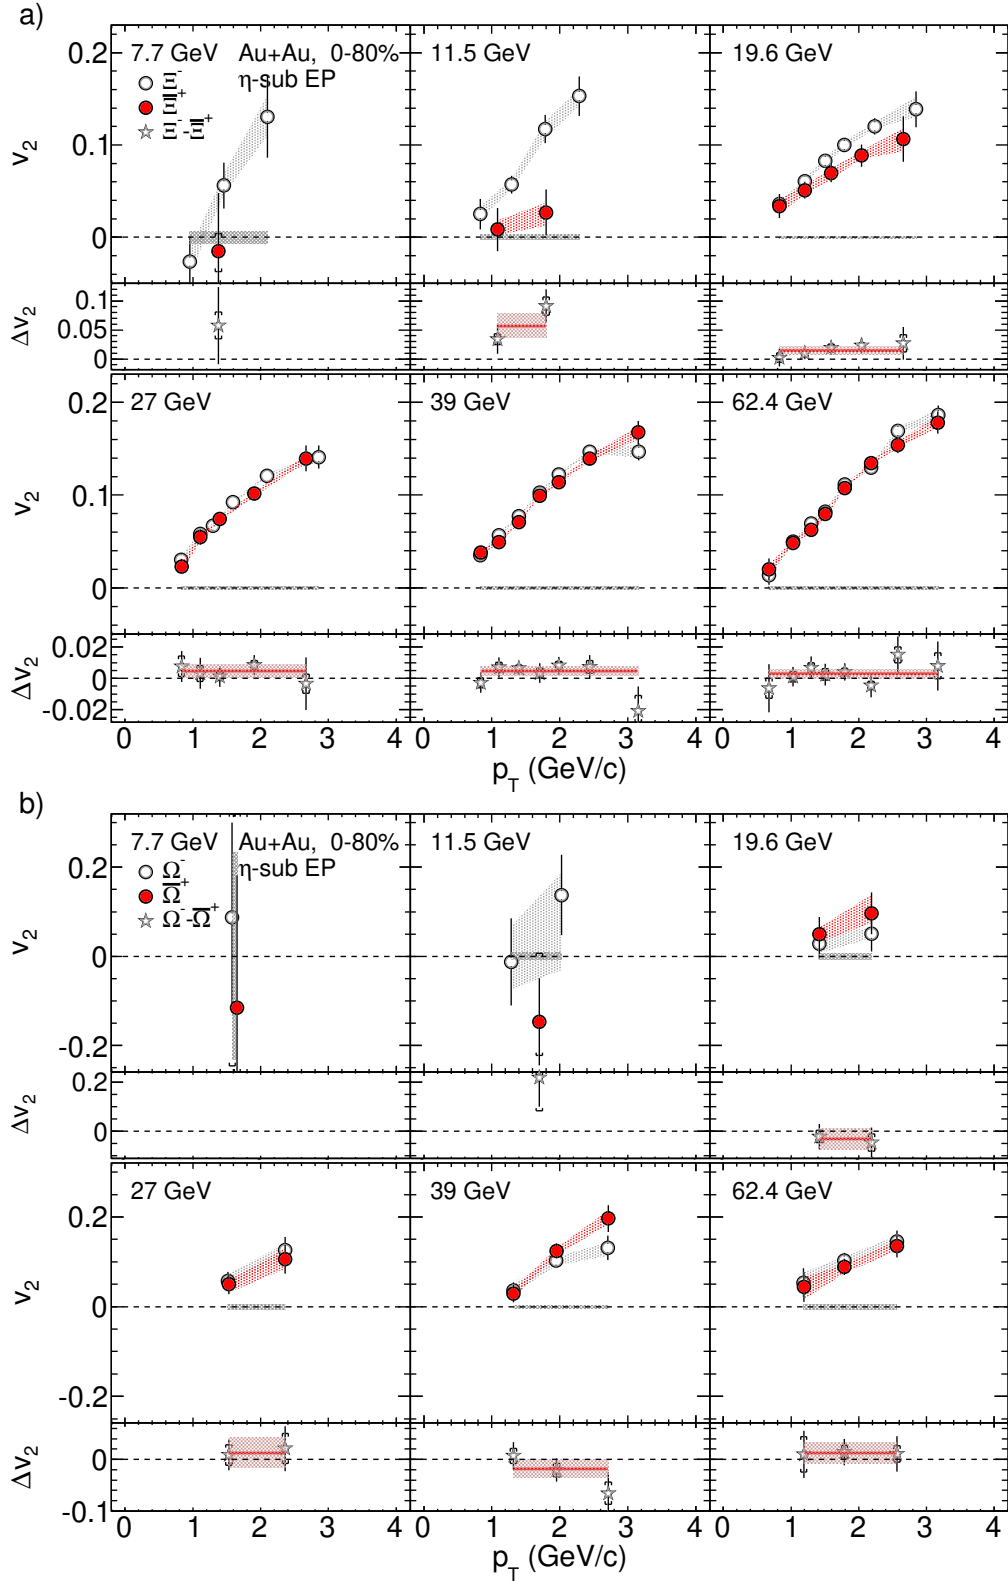 a)
7.7 GeV Au+Au, 0-80%
η-sub EP
Ξ⁻
Ξ̅⁺
Ξ⁻-Ξ̅⁺
11.5 GeV
19.6 GeV
v₂
0.2
0.1
0
Δv₂
0.1
0.05
0
27 GeV
39 GeV
62.4 GeV
v₂
0.2
0.1
0
Δv₂
0.02
0
-0.02
0 1 2 3 4
1 2 3 4
0 1 2 3 4
p_T (GeV/c)
b)
7.7 GeV Au+Au, 0-80%
η-sub EP
Ω⁻
Ω̅⁺
Ω⁻-Ω̅⁺
11.5 GeV
19.6 GeV
v₂
0.2
0
-0.2
Δv₂
0.2
0
27 GeV
39 GeV
62.4 GeV
v₂
0.2
0
-0.2
Δv₂
0
-0.1
0 1 2 3 4
1 2 3 4
0 1 2 3 4
p_T (GeV/c)